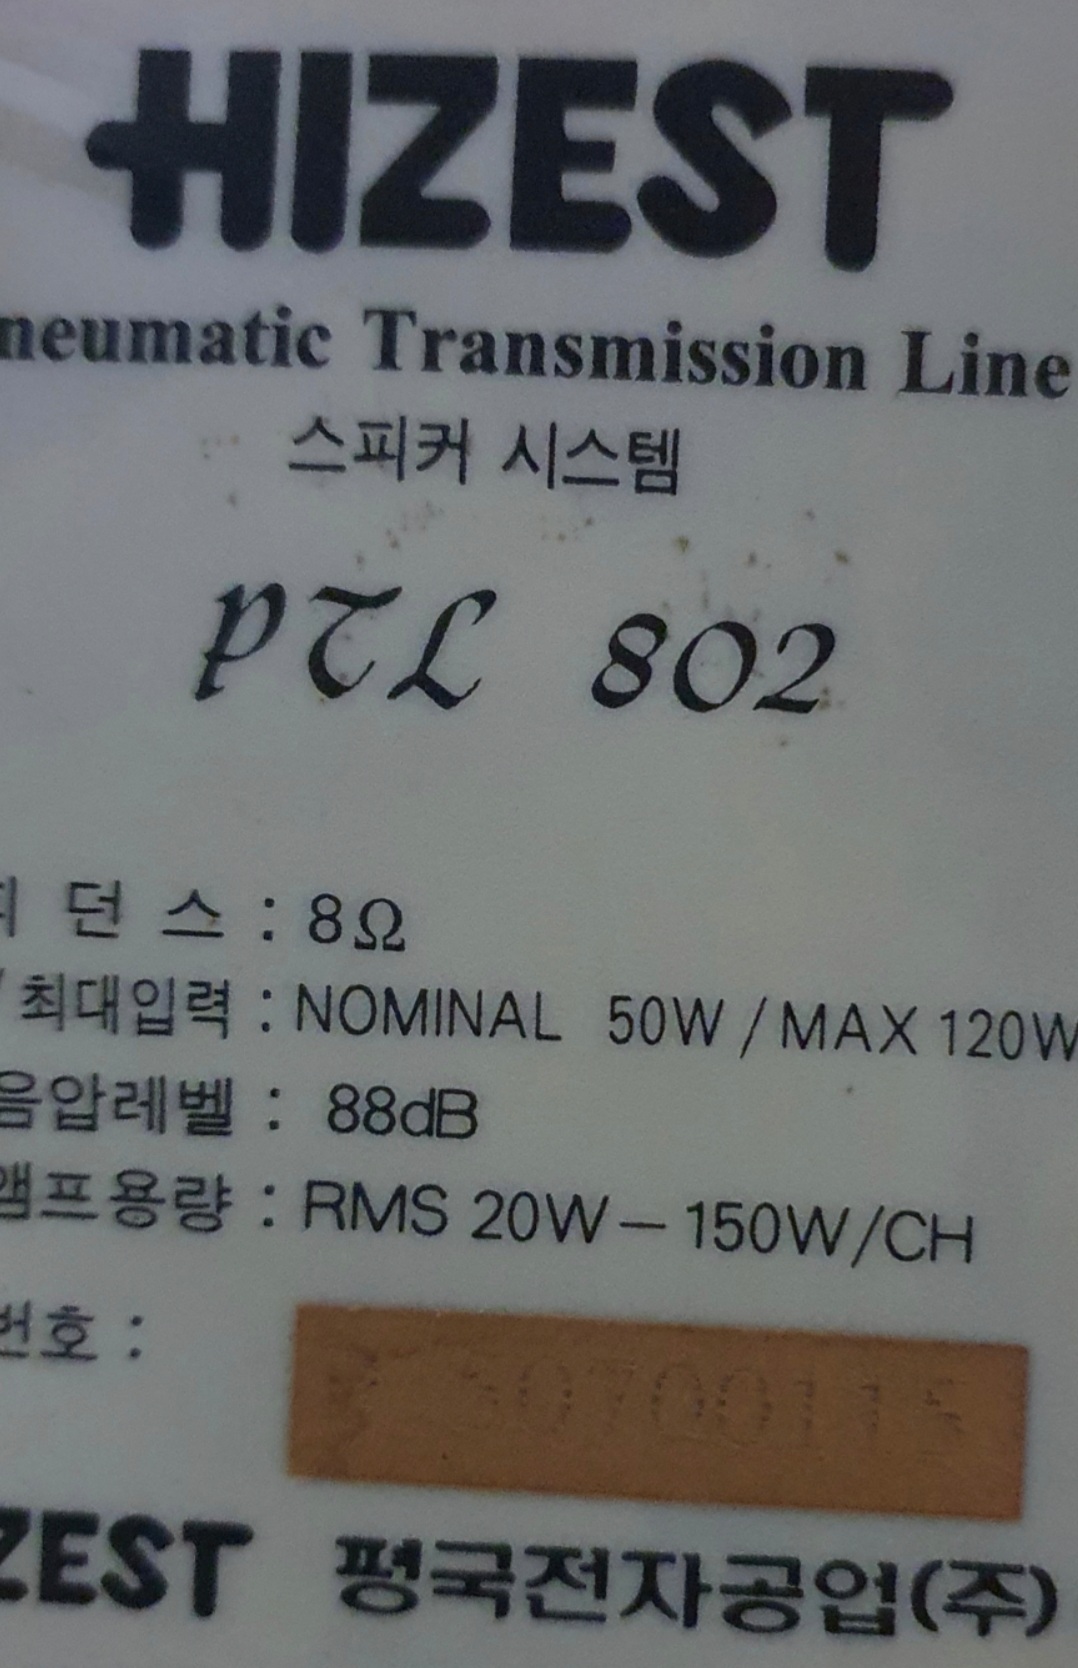 HIZEST
neumatic Transmission Line
스피커 시스템
PTL 802
던 스 : 8Ω
/최대입력 : NOMINAL 50W / MAX 120W
음압레벨 : 88dB
앰프용량 : RMS 20W – 150W/CH
번호 :
ZEST 평국전자공업(주)